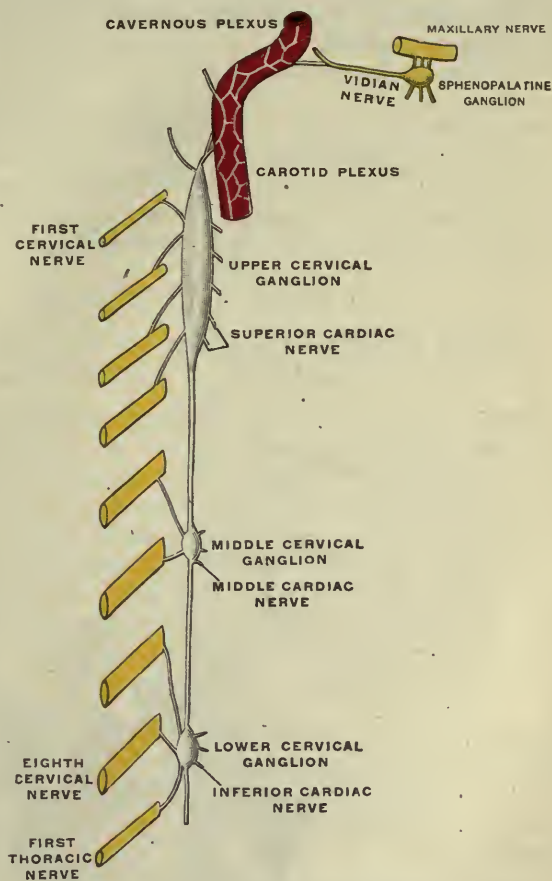 CAVERNOUS PLEXUS
MAXILLARY NERVE
VIDIAN
NERVE
SPHENOPALATINE
GANGLION
CAROTID PLEXUS
FIRST
CERVICAL
NERVE
UPPER CERVICAL
GANGLION
SUPERIOR CARDIAC
NERVE
MIDDLE CERVICAL
GANGLION
MIDDLE CARDIAC
NERVE
LOWER CERVICAL
GANGLION
EIGHTH
CERVICAL
NERVE
INFERIOR CARDIAC
NERVE
FIRST
THORACIC
NERVE